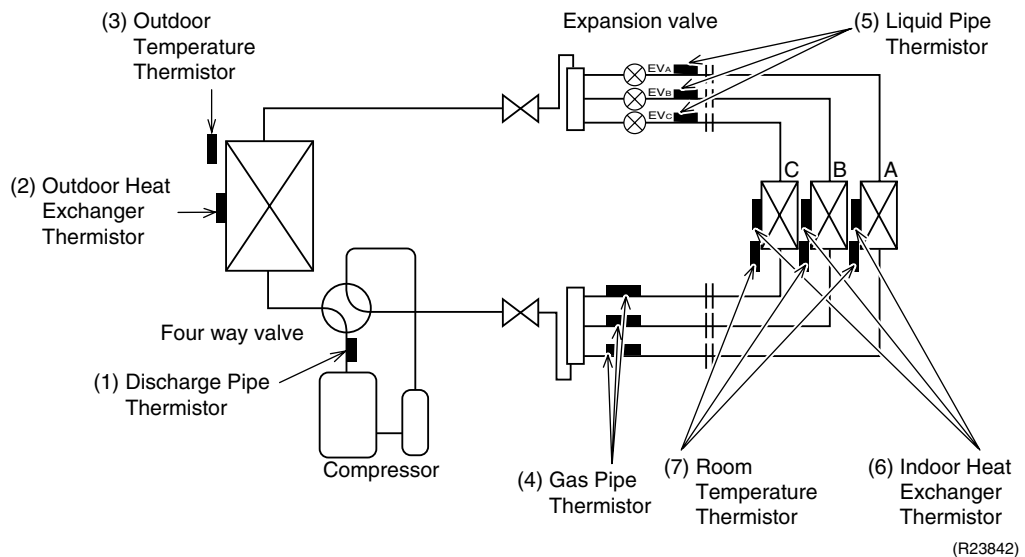 (3) Outdoor
Temperature
Thermistor
Expansion valve
(5) Liquid Pipe
Thermistor
EVA
EVB
EVC
(2) Outdoor Heat
Exchanger
Thermistor
C B A
Four way valve
(1) Discharge Pipe
Thermistor
Compressor
(4) Gas Pipe
Thermistor
(7) Room
Temperature
Thermistor
(6) Indoor Heat
Exchanger
Thermistor
(R23842)